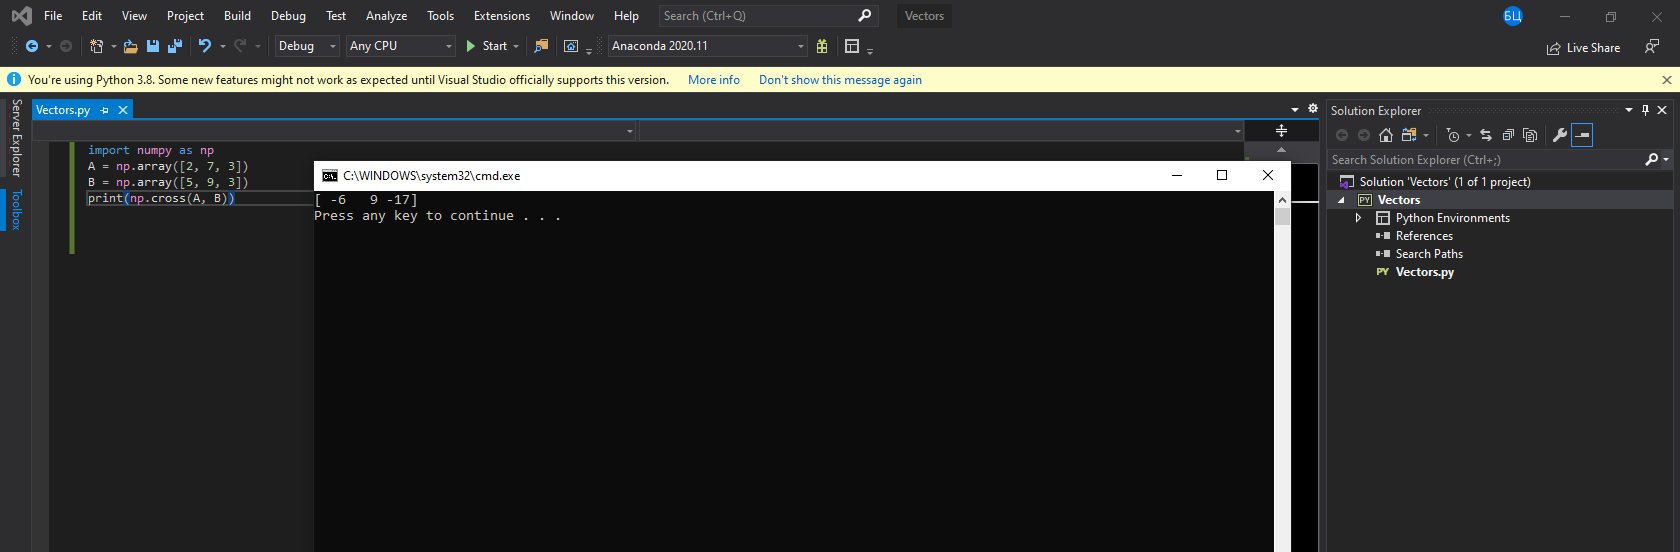 File Edit View Project Build Debug Test Analyze Tools Extensions Window Help Search (Ctrl+Q) Vectors БЦ
Debug Any CPU Start Anaconda 2020.11 Live Share
You're using Python 3.8. Some new features might not work as expected until Visual Studio officially supports this version. More info Don't show this message again
Server Explorer
Toolbox
Vectors.py
import numpy as np
A = np.array([2, 7, 3])
B = np.array([5, 9, 3])
print(np.cross(A, B))
C:\WINDOWS\system32\cmd.exe
[ -6   9 -17]
Press any key to continue . . .
Solution Explorer
Search Solution Explorer (Ctrl+;)
Solution 'Vectors' (1 of 1 project)
PY Vectors
Python Environments
References
Search Paths
PY Vectors.py